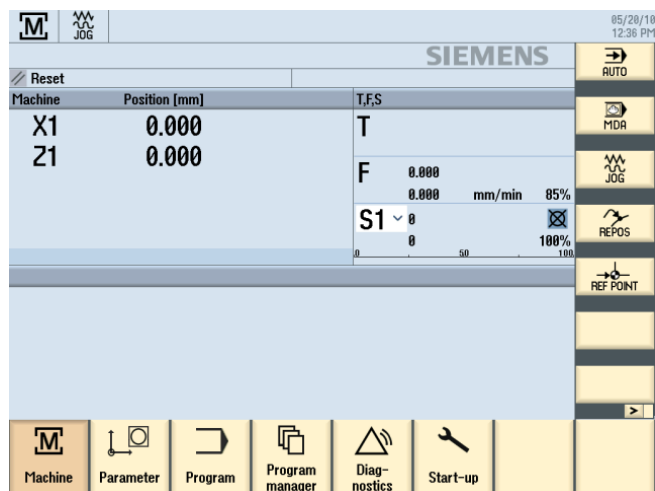 M
JOG
05/20/10
12:36 PM
SIEMENS
Reset
AUTO
Machine Position [mm] T,F,S
X1 0.000 T
Z1 0.000
MDA
F 0.000
0.000 mm/min 85%
JOG
S1 0
0 100%
0 50 100
REPOS
REF POINT
>
M
Machine
Parameter
Program
Program
manager
Diag-
nostics
Start-up